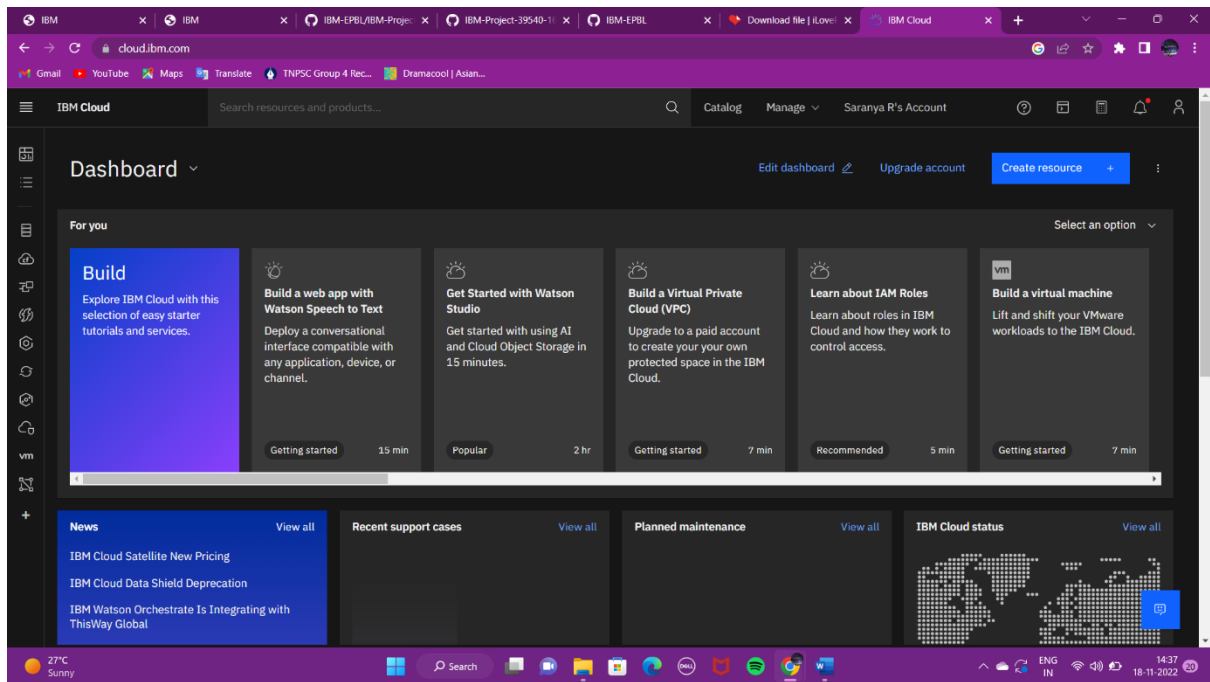 IBM
IBM
IBM-EPBL/IBM-Projec
IBM-Project-39540-16
IBM-EPBL
Download file | iLovel
IBM Cloud
cloud.ibm.com
Gmail
YouTube
Maps
Translate
TNPSC Group 4 Rec...
Dramacool | Asian...
IBM Cloud
Search resources and products...
Catalog
Manage
Saranya R's Account
Dashboard
Edit dashboard
Upgrade account
Create resource +
For you
Select an option
Build
Explore IBM Cloud with this
selection of easy starter
tutorials and services.
Build a web app with
Watson Speech to Text
Deploy a conversational
interface compatible with
any application, device, or
channel.
Getting started
15 min
Get Started with Watson
Studio
Get started with using AI
and Cloud Object Storage in
15 minutes.
Popular
2 hr
Build a Virtual Private
Cloud (VPC)
Upgrade to a paid account
to create your your own
protected space in the IBM
Cloud.
Getting started
7 min
Learn about IAM Roles
Learn about roles in IBM
Cloud and how they work to
control access.
Recommended
5 min
vm
Build a virtual machine
Lift and shift your VMware
workloads to the IBM Cloud.
Getting started
7 min
vm
News
View all
IBM Cloud Satellite New Pricing
IBM Cloud Data Shield Deprecation
IBM Watson Orchestrate Is Integrating with
ThisWay Global
Recent support cases
View all
Planned maintenance
View all
IBM Cloud status
View all
27°C
Sunny
Search
DELL
ENG
IN
14:37
18-11-2022
20